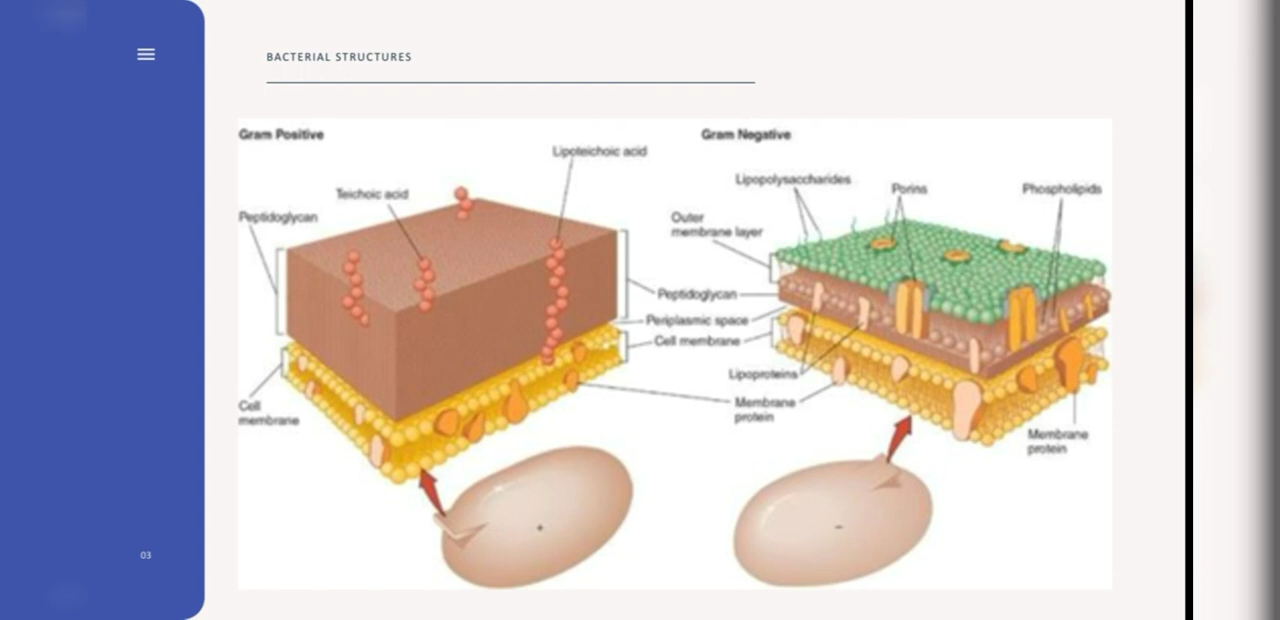 BACTERIAL STRUCTURES
Gram Positive
Gram Negative
Lipoteichoic acid
Teichoic acid
Peptidoglycan
Lipopolysaccharides
Porins
Phospholipids
Outer
membrane layer
Peptidoglycan
Periplasmic space
Cell membrane
Lipoproteins
Membrane
protein
Cell
membrane
Membrane
protein
+
-
03